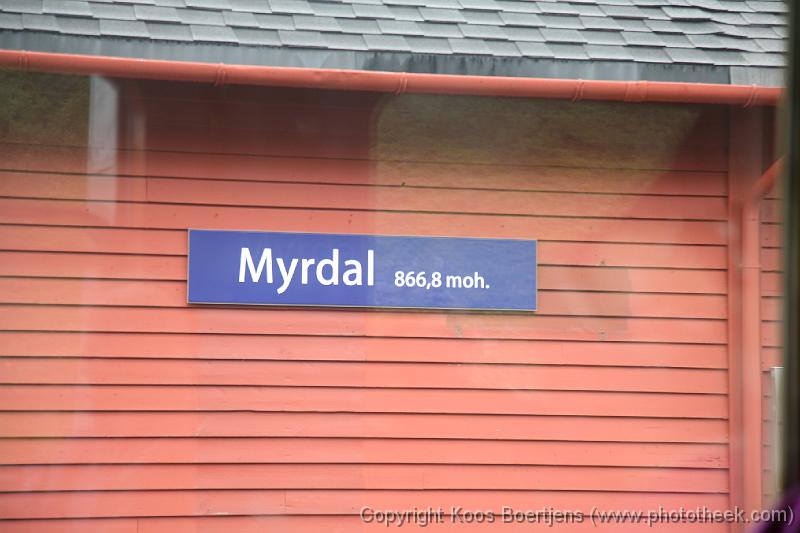 Myrdal 866,8 moh.
Copyright Koos Boertjens (www.phototheek.com)